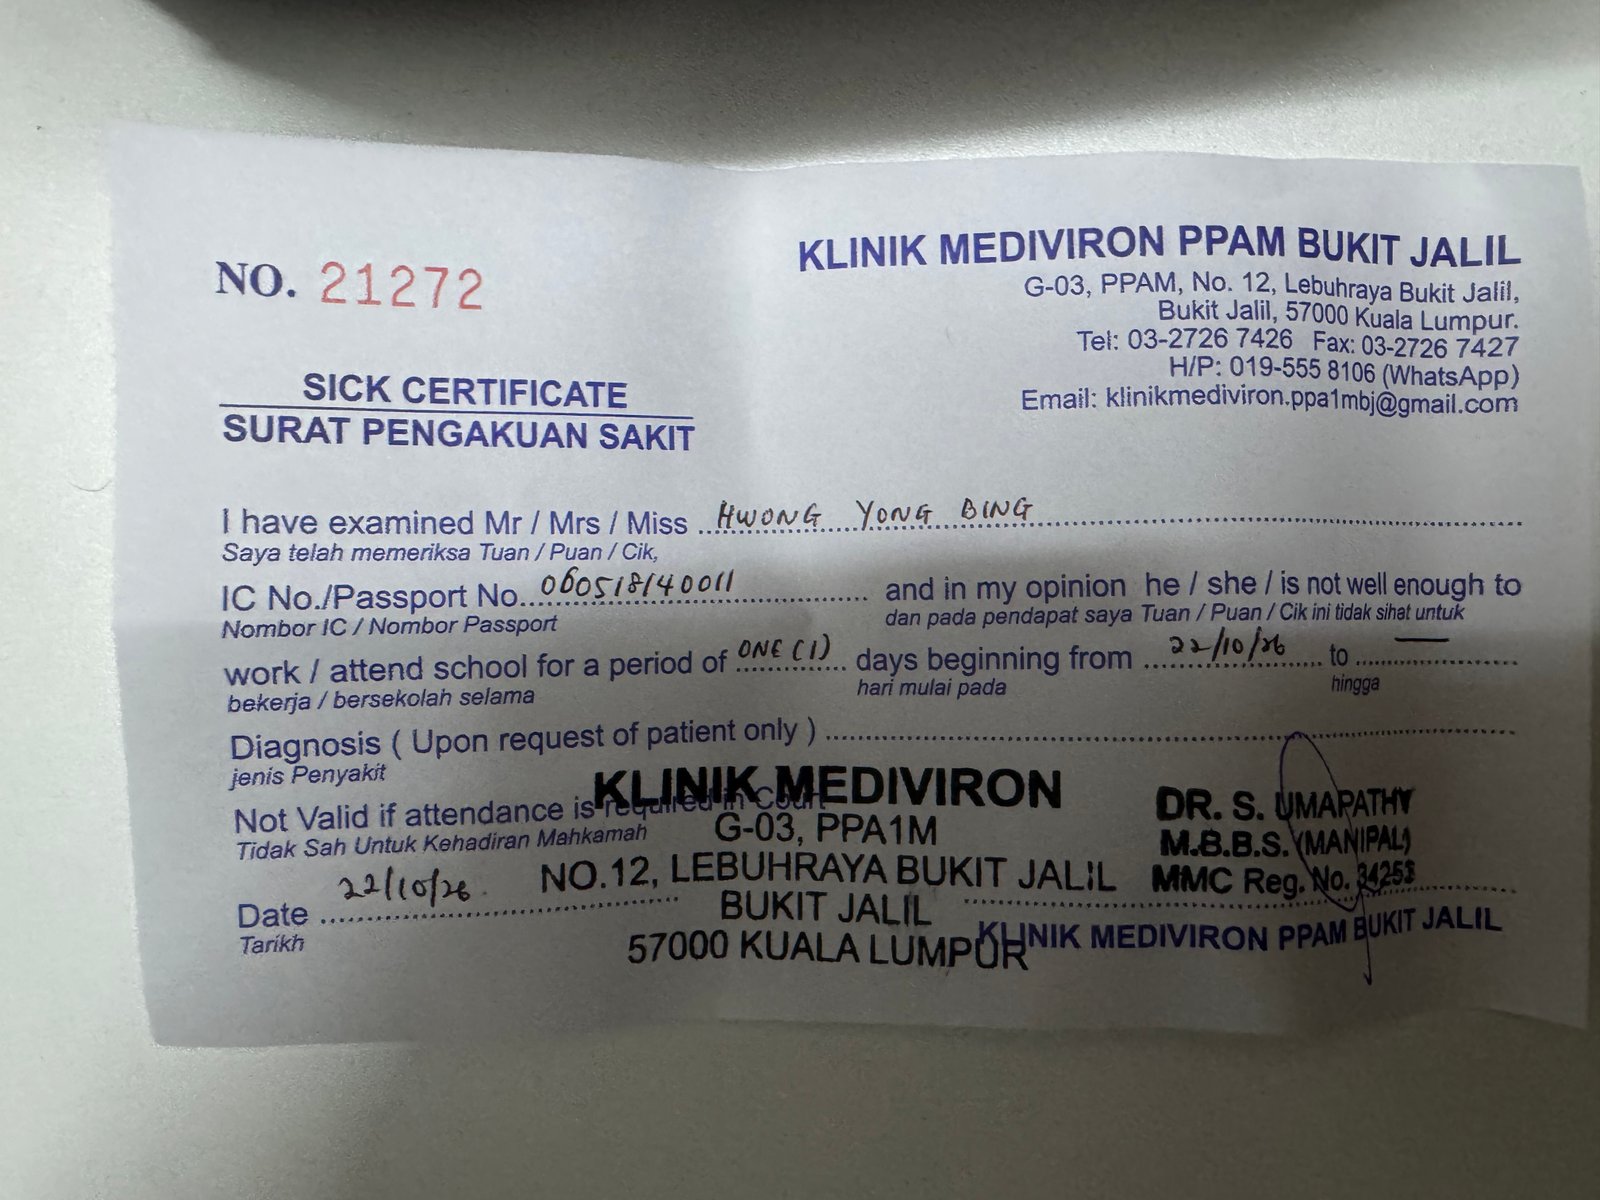 NO. 21272
KLINIK MEDIVIRON PPAM BUKIT JALIL
G-03, PPAM, No. 12, Lebuhraya Bukit Jalil,
Bukit Jalil, 57000 Kuala Lumpur.
Tel: 03-2726 7426 Fax: 03-2726 7427
H/P: 019-555 8106 (WhatsApp)
Email: klinikmediviron.ppa1mbj@gmail.com
SICK CERTIFICATE
SURAT PENGAKUAN SAKIT
I have examined Mr / Mrs / Miss HWONG YONG BING
Saya telah memeriksa Tuan / Puan / Cik,
IC No./Passport No. 060518140011 and in my opinion he / she / is not well enough to
Nombor IC / Nombor Passport dan pada pendapat saya Tuan / Puan / Cik ini tidak sihat untuk
work / attend school for a period of ONE (1) days beginning from 22/10/26 to —
bekerja / bersekolah selama hari mulai pada hingga
Diagnosis ( Upon request of patient only )
jenis Penyakit
Not Valid if attendance is required in Court
Tidak Sah Untuk Kehadiran Mahkamah
KLINIK MEDIVIRON
G-03, PPA1M
NO.12, LEBUHRAYA BUKIT JALIL
BUKIT JALIL
57000 KUALA LUMPUR
DR. S. UMAPATHY
M.B.B.S. (MANIPAL)
MMC Reg. No. 34253
Date 22/10/26
Tarikh
KLINIK MEDIVIRON PPAM BUKIT JALIL